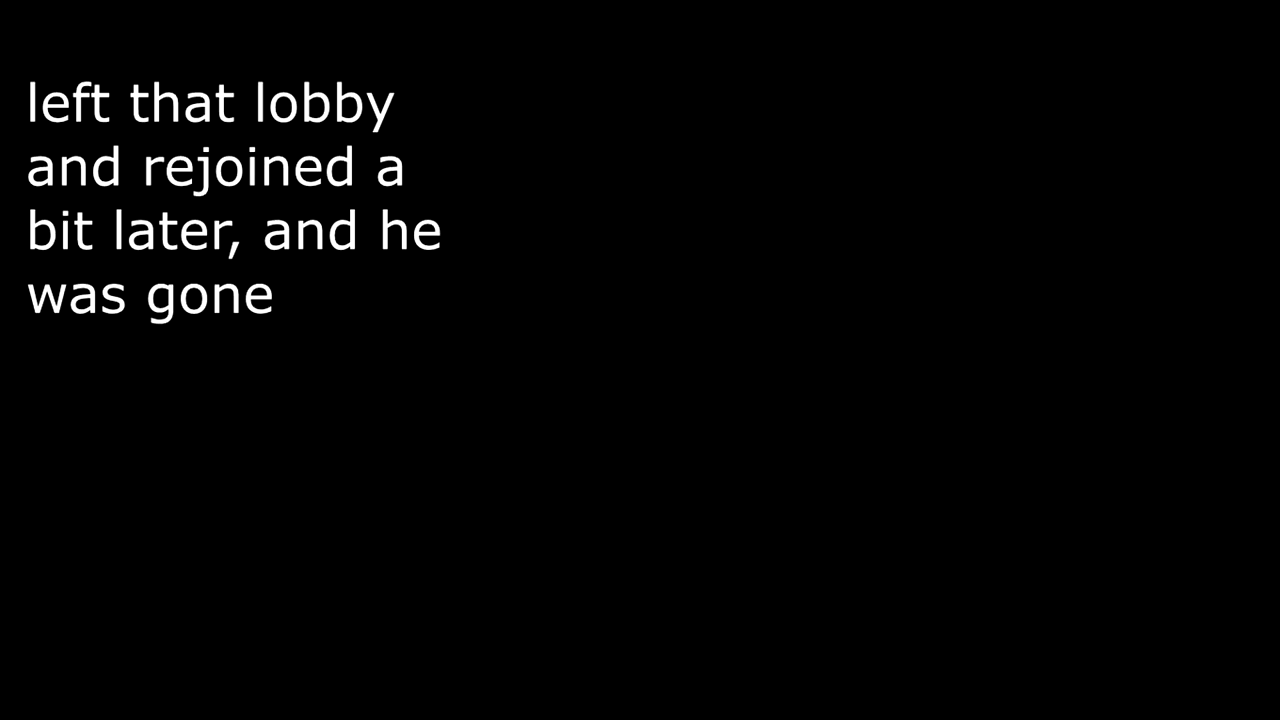 left that lobby
and rejoined a
bit later, and he
was gone